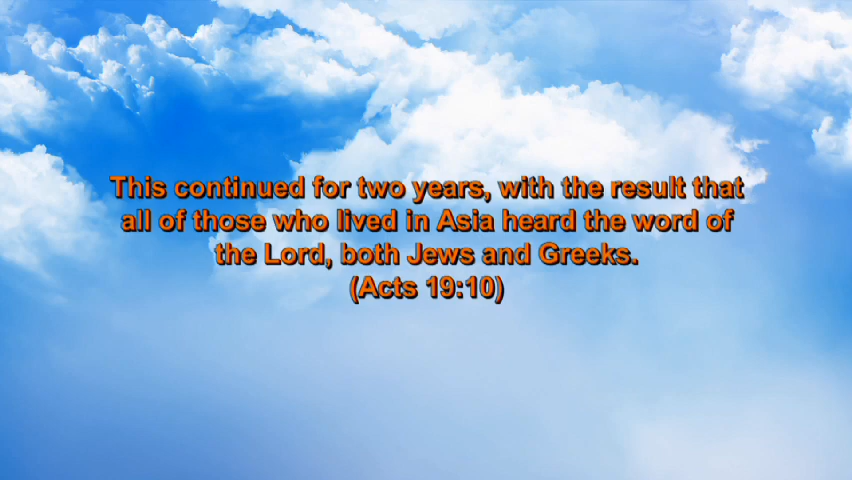 This continued for two years, with the result that
all of those who lived in Asia heard the word of
the Lord, both Jews and Greeks.
(Acts 19:10)